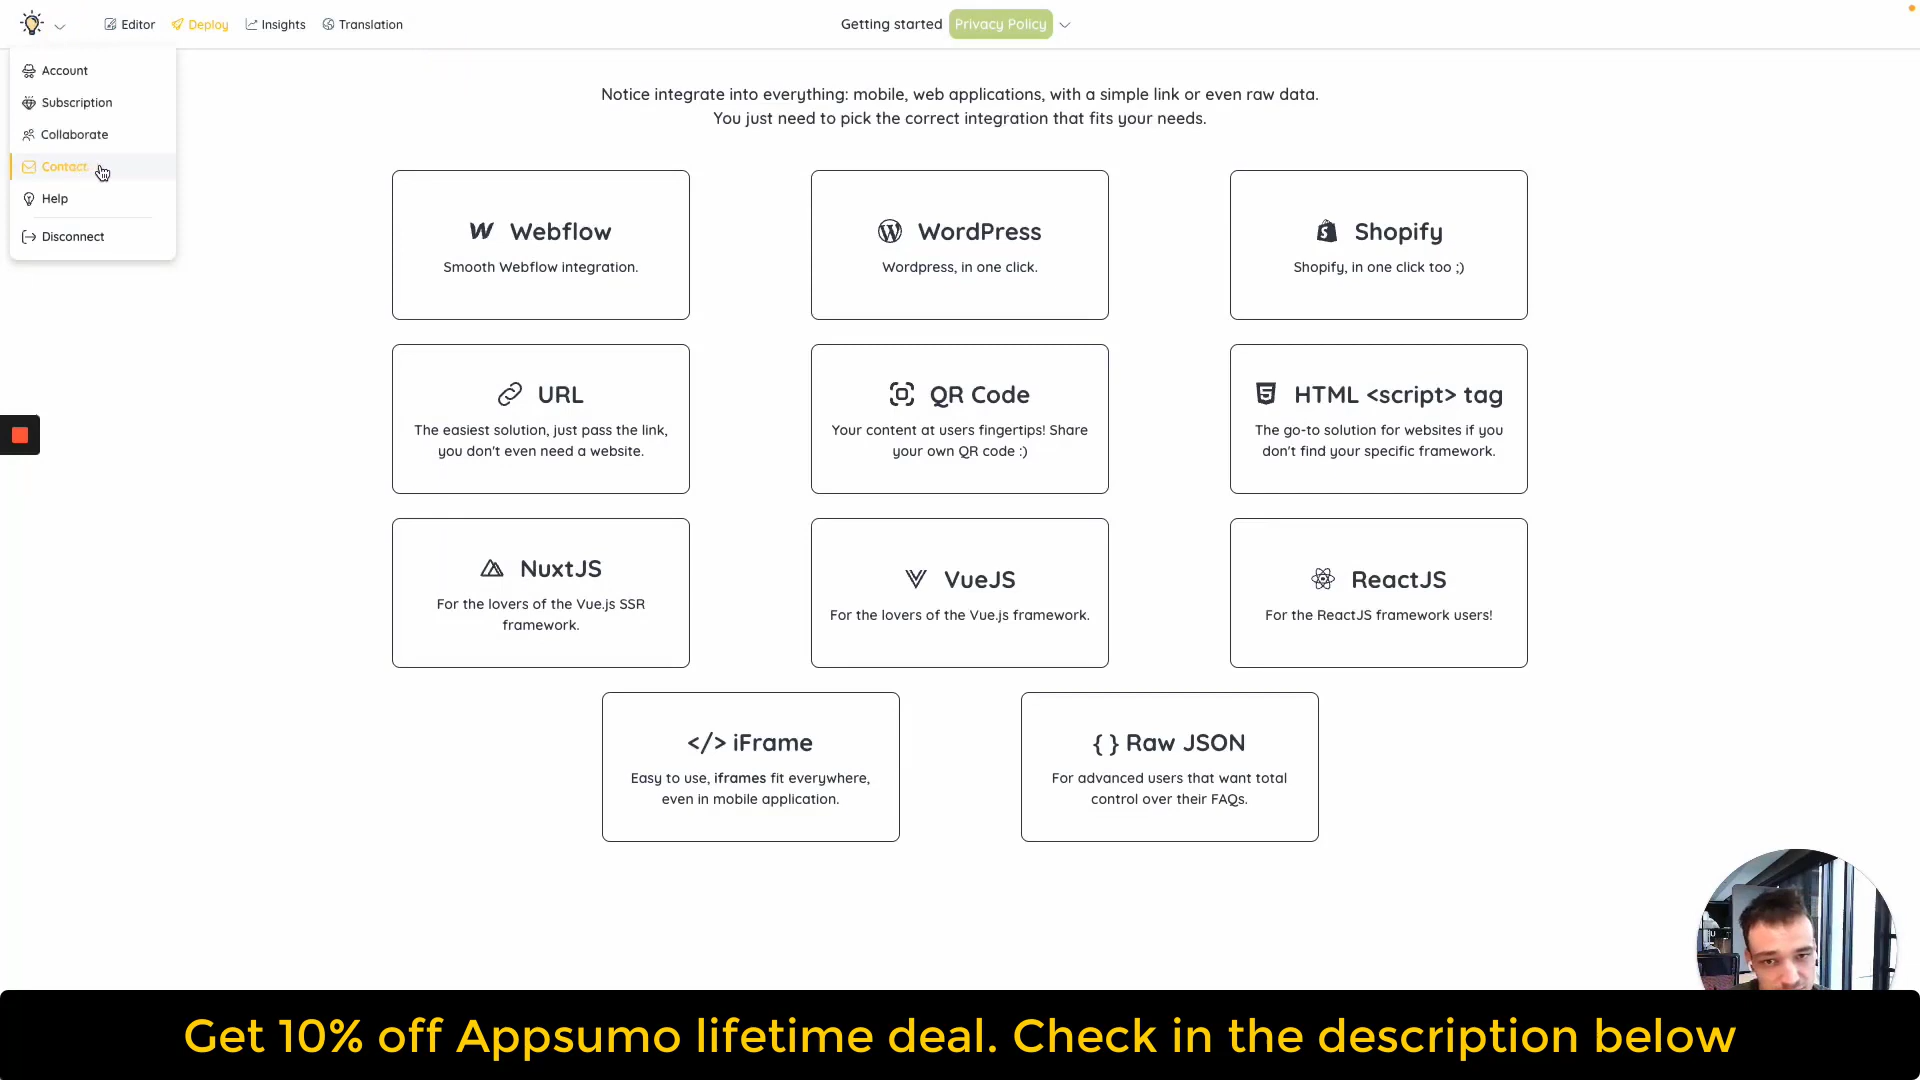 Editor
Deploy
Insights
Translation
Getting started
Privacy Policy
Account
Subscription
Collaborate
Contact
Help
Disconnect
Notice integrate into everything: mobile, web applications, with a simple link or even raw data.
You just need to pick the correct integration that fits your needs.
Webflow
Smooth Webflow integration.
WordPress
Wordpress, in one click.
Shopify
Shopify, in one click too ;)
URL
The easiest solution, just pass the link,
you don't even need a website.
QR Code
Your content at users fingertips! Share
your own QR code :)
HTML <script> tag
The go-to solution for websites if you
don't find your specific framework.
NuxtJS
For the lovers of the Vue.js SSR
framework.
VueJS
For the lovers of the Vue.js framework.
ReactJS
For the ReactJS framework users!
</> iFrame
Easy to use, iframes fit everywhere,
even in mobile application.
{ } Raw JSON
For advanced users that want total
control over their FAQs.
Get 10% off Appsumo lifetime deal. Check in the description below